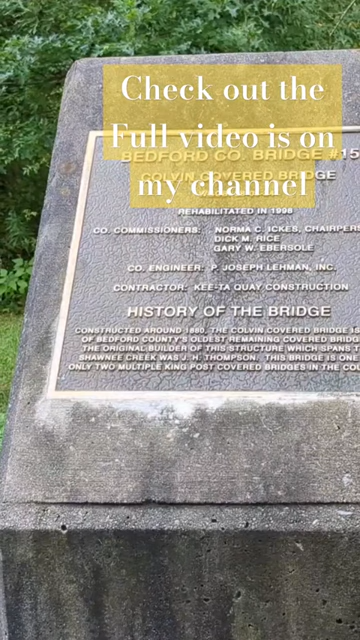 Check out the
Full video is on
my channel
BEDFORD CO. BRIDGE #15
COLVIN COVERED BRIDGE
REHABILITATED IN 1998
CO. COMMISSIONERS: NORMA C. ICKES, CHAIRPERS
DICK M. RICE
GARY W. EBERSOLE
CO. ENGINEER: P. JOSEPH LEHMAN, INC.
CONTRACTOR: KEE-TA QUAY CONSTRUCTION
HISTORY OF THE BRIDGE
CONSTRUCTED AROUND 1880, THE COLVIN COVERED BRIDGE IS
OF BEDFORD COUNTY'S OLDEST REMAINING COVERED BRIDG
THE ORIGINAL BUILDER OF THIS STRUCTURE WHICH SPANS T
SHAWNEE CREEK WAS J. H. THOMPSON. THIS BRIDGE IS ONE
ONLY TWO MULTIPLE KING POST COVERED BRIDGES IN THE COU